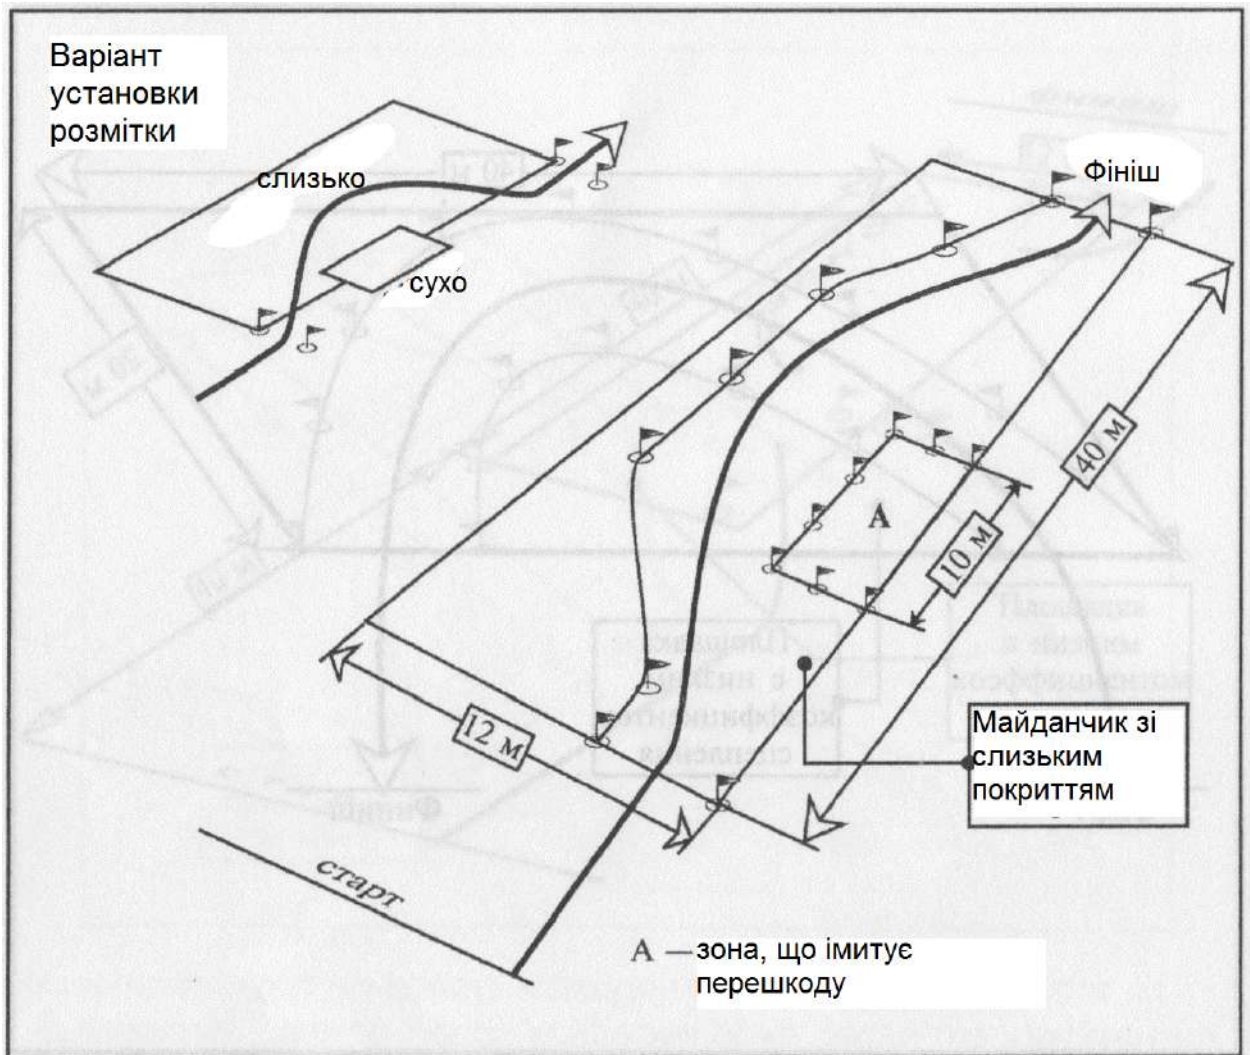 Варіант
установки
розмітки
слизько
сухо
Фініш
А
40 м
10 м
12 м
Майданчик зі
слизьким
покриттям
старт
А — зона, що імітує
перешкоду